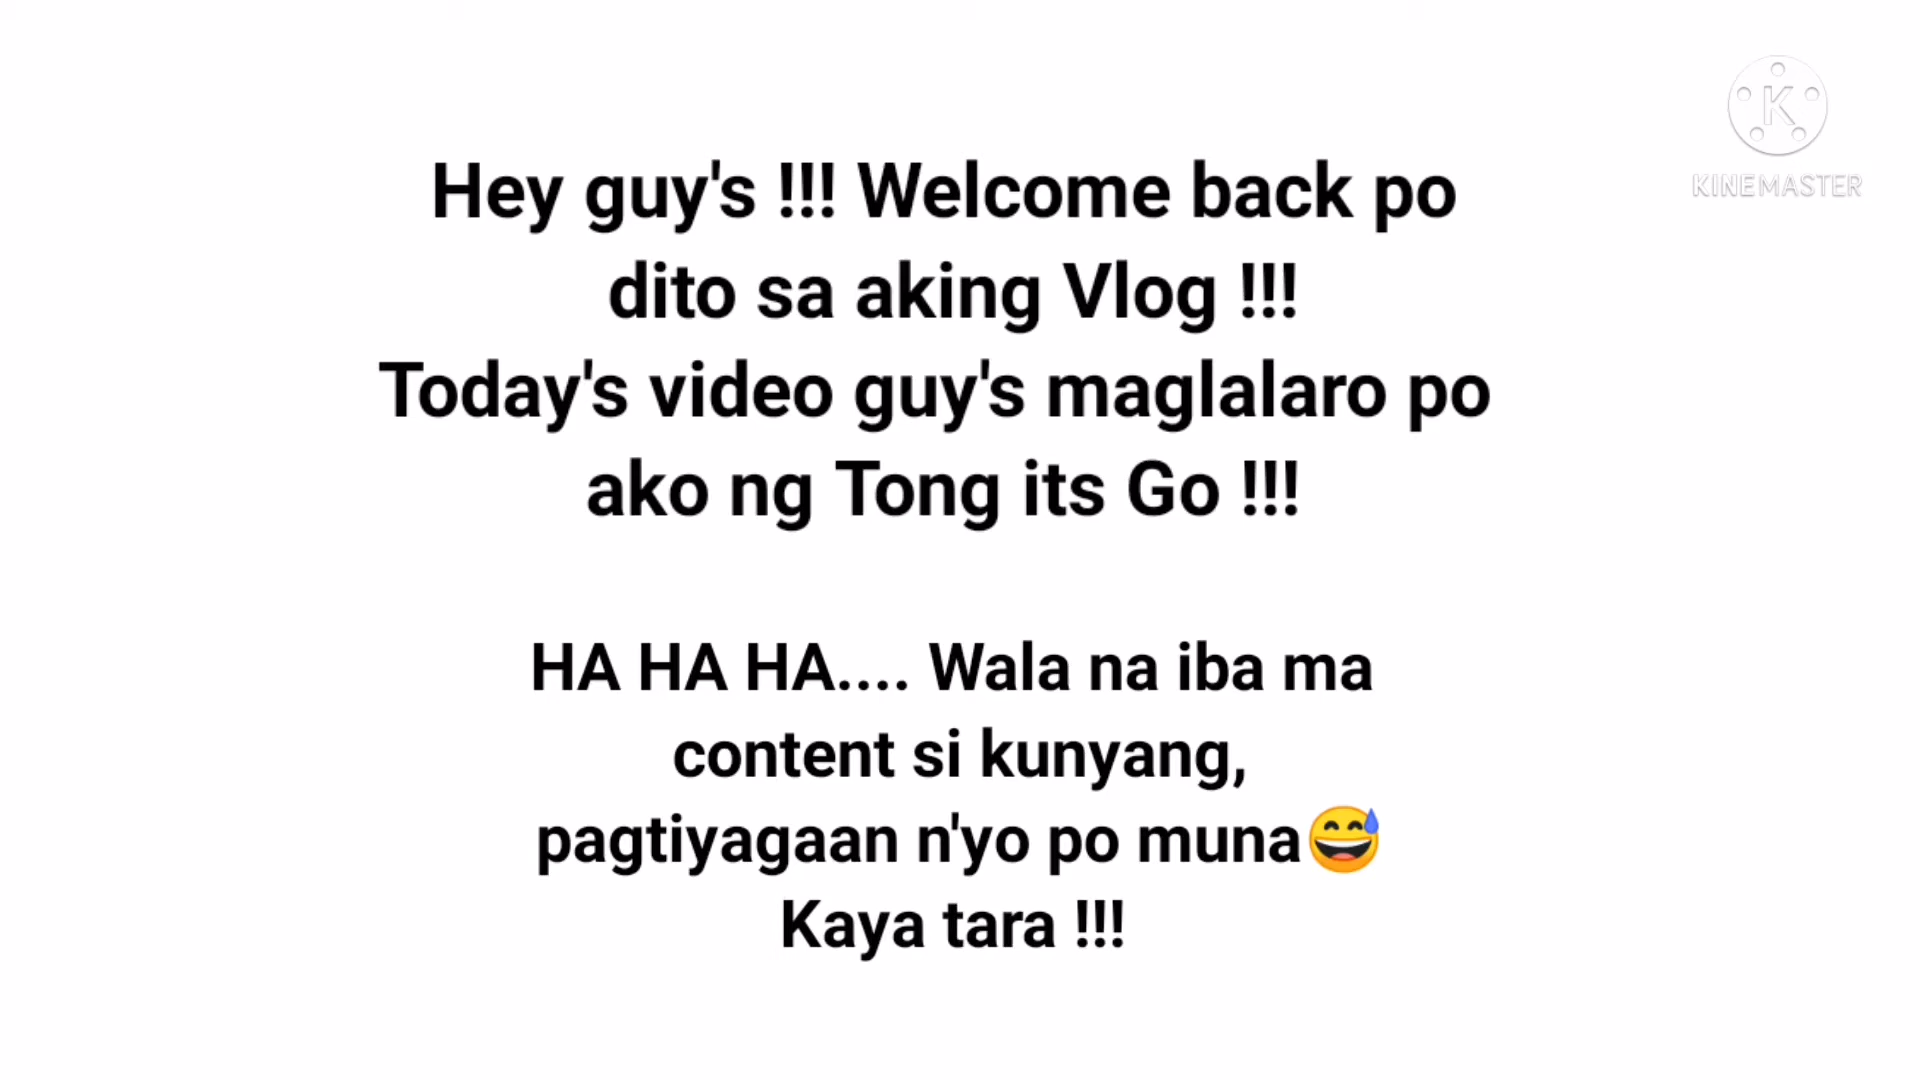 Hey guy's !!! Welcome back po
dito sa aking Vlog !!!
Today's video guy's maglalaro po
ako ng Tong its Go !!!
HA HA HA.... Wala na iba ma
content si kunyang,
pagtiyagaan n'yo po muna😅
Kaya tara !!!
K
KINEMASTER